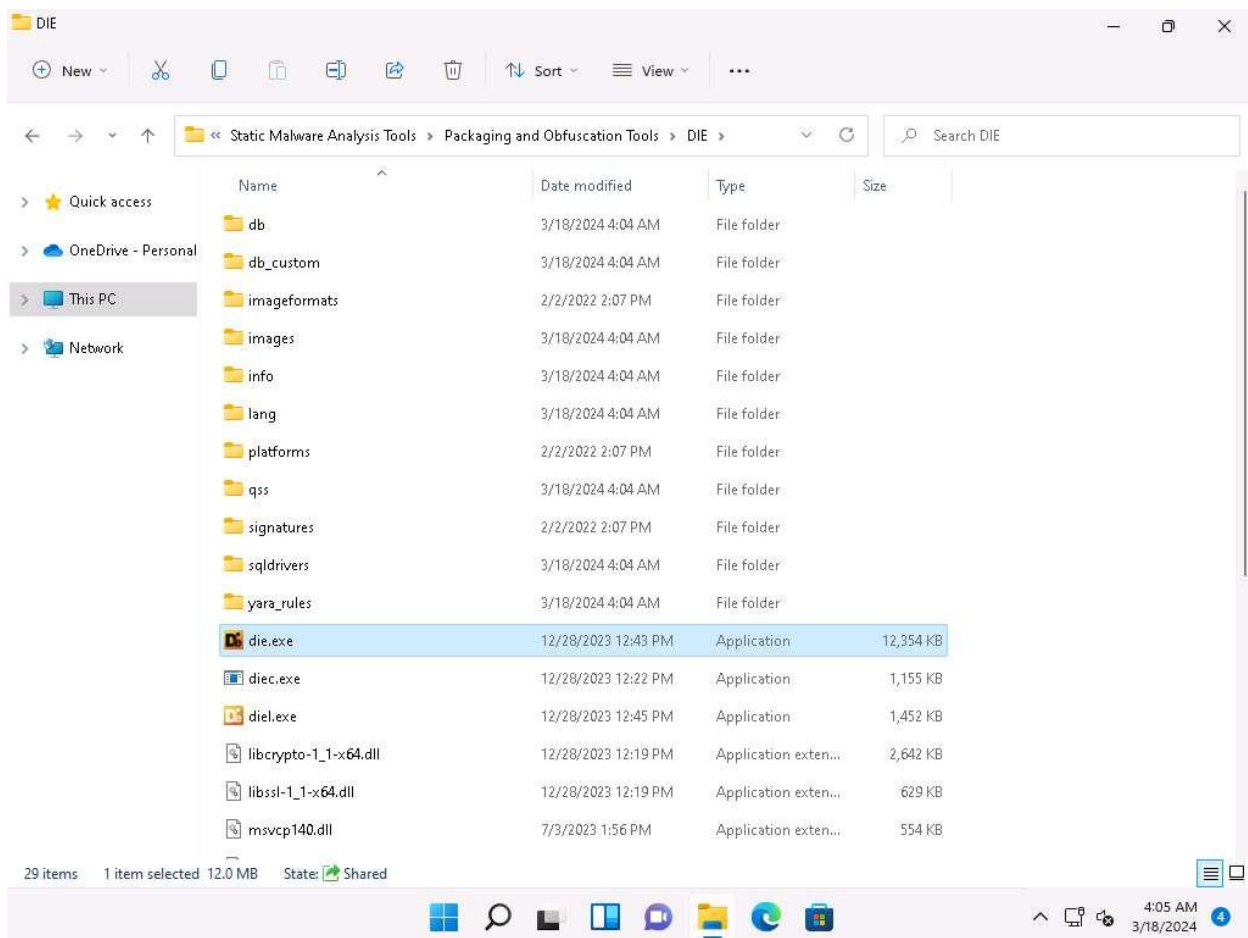 DIE
New Sort View ...
« Static Malware Analysis Tools > Packaging and Obfuscation Tools > DIE > Search DIE
Quick access
OneDrive - Personal
This PC
Network
Name Date modified Type Size
db 3/18/2024 4:04 AM File folder
db_custom 3/18/2024 4:04 AM File folder
imageformats 2/2/2022 2:07 PM File folder
images 3/18/2024 4:04 AM File folder
info 3/18/2024 4:04 AM File folder
lang 3/18/2024 4:04 AM File folder
platforms 2/2/2022 2:07 PM File folder
qss 3/18/2024 4:04 AM File folder
signatures 2/2/2022 2:07 PM File folder
sqldrivers 3/18/2024 4:04 AM File folder
yara_rules 3/18/2024 4:04 AM File folder
die.exe 12/28/2023 12:43 PM Application 12,354 KB
diec.exe 12/28/2023 12:22 PM Application 1,155 KB
diel.exe 12/28/2023 12:45 PM Application 1,452 KB
libcrypto-1_1-x64.dll 12/28/2023 12:19 PM Application exten... 2,642 KB
libssl-1_1-x64.dll 12/28/2023 12:19 PM Application exten... 629 KB
msvcp140.dll 7/3/2023 1:56 PM Application exten... 554 KB
29 items 1 item selected 12.0 MB State: Shared
4:05 AM
3/18/2024 4